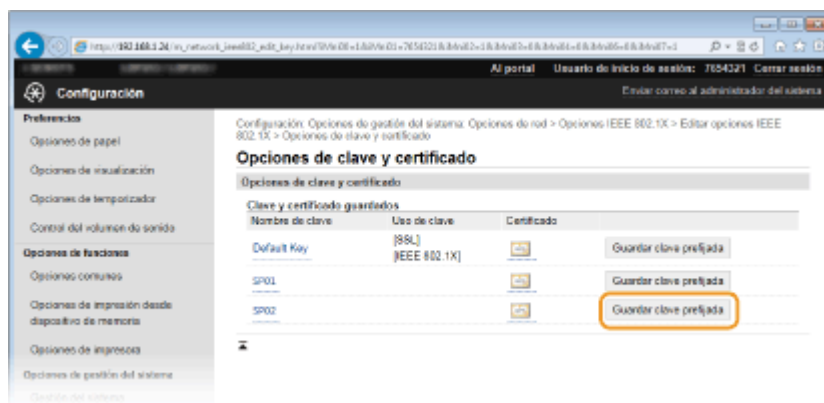 Al portal Usuario de inicio de sesión: 7654321 Cerrar sesión
Configuración
Enviar correo al administrador del sistema
Preferencias
Opciones de papel
Opciones de visualización
Opciones de temporizador
Control del volumen de sonido
Opciones de funciones
Opciones comunes
Opciones de impresión desde
dispositivo de memoria
Opciones de impresora
Opciones de gestión del sistema
Gestión del sistema
Configuración: Opciones de gestión del sistema: Opciones de red > Opciones IEEE 802.1X > Editar opciones IEEE
802.1X > Opciones de clave y certificado
Opciones de clave y certificado
Opciones de clave y certificado
Clave y certificado guardados
Nombre de clave Uso de clave Certificado
Default Key [SSL] Guardar clave prefijada
[IEEE 802.1X]
SP01 Guardar clave prefijada
SP02 Guardar clave prefijada